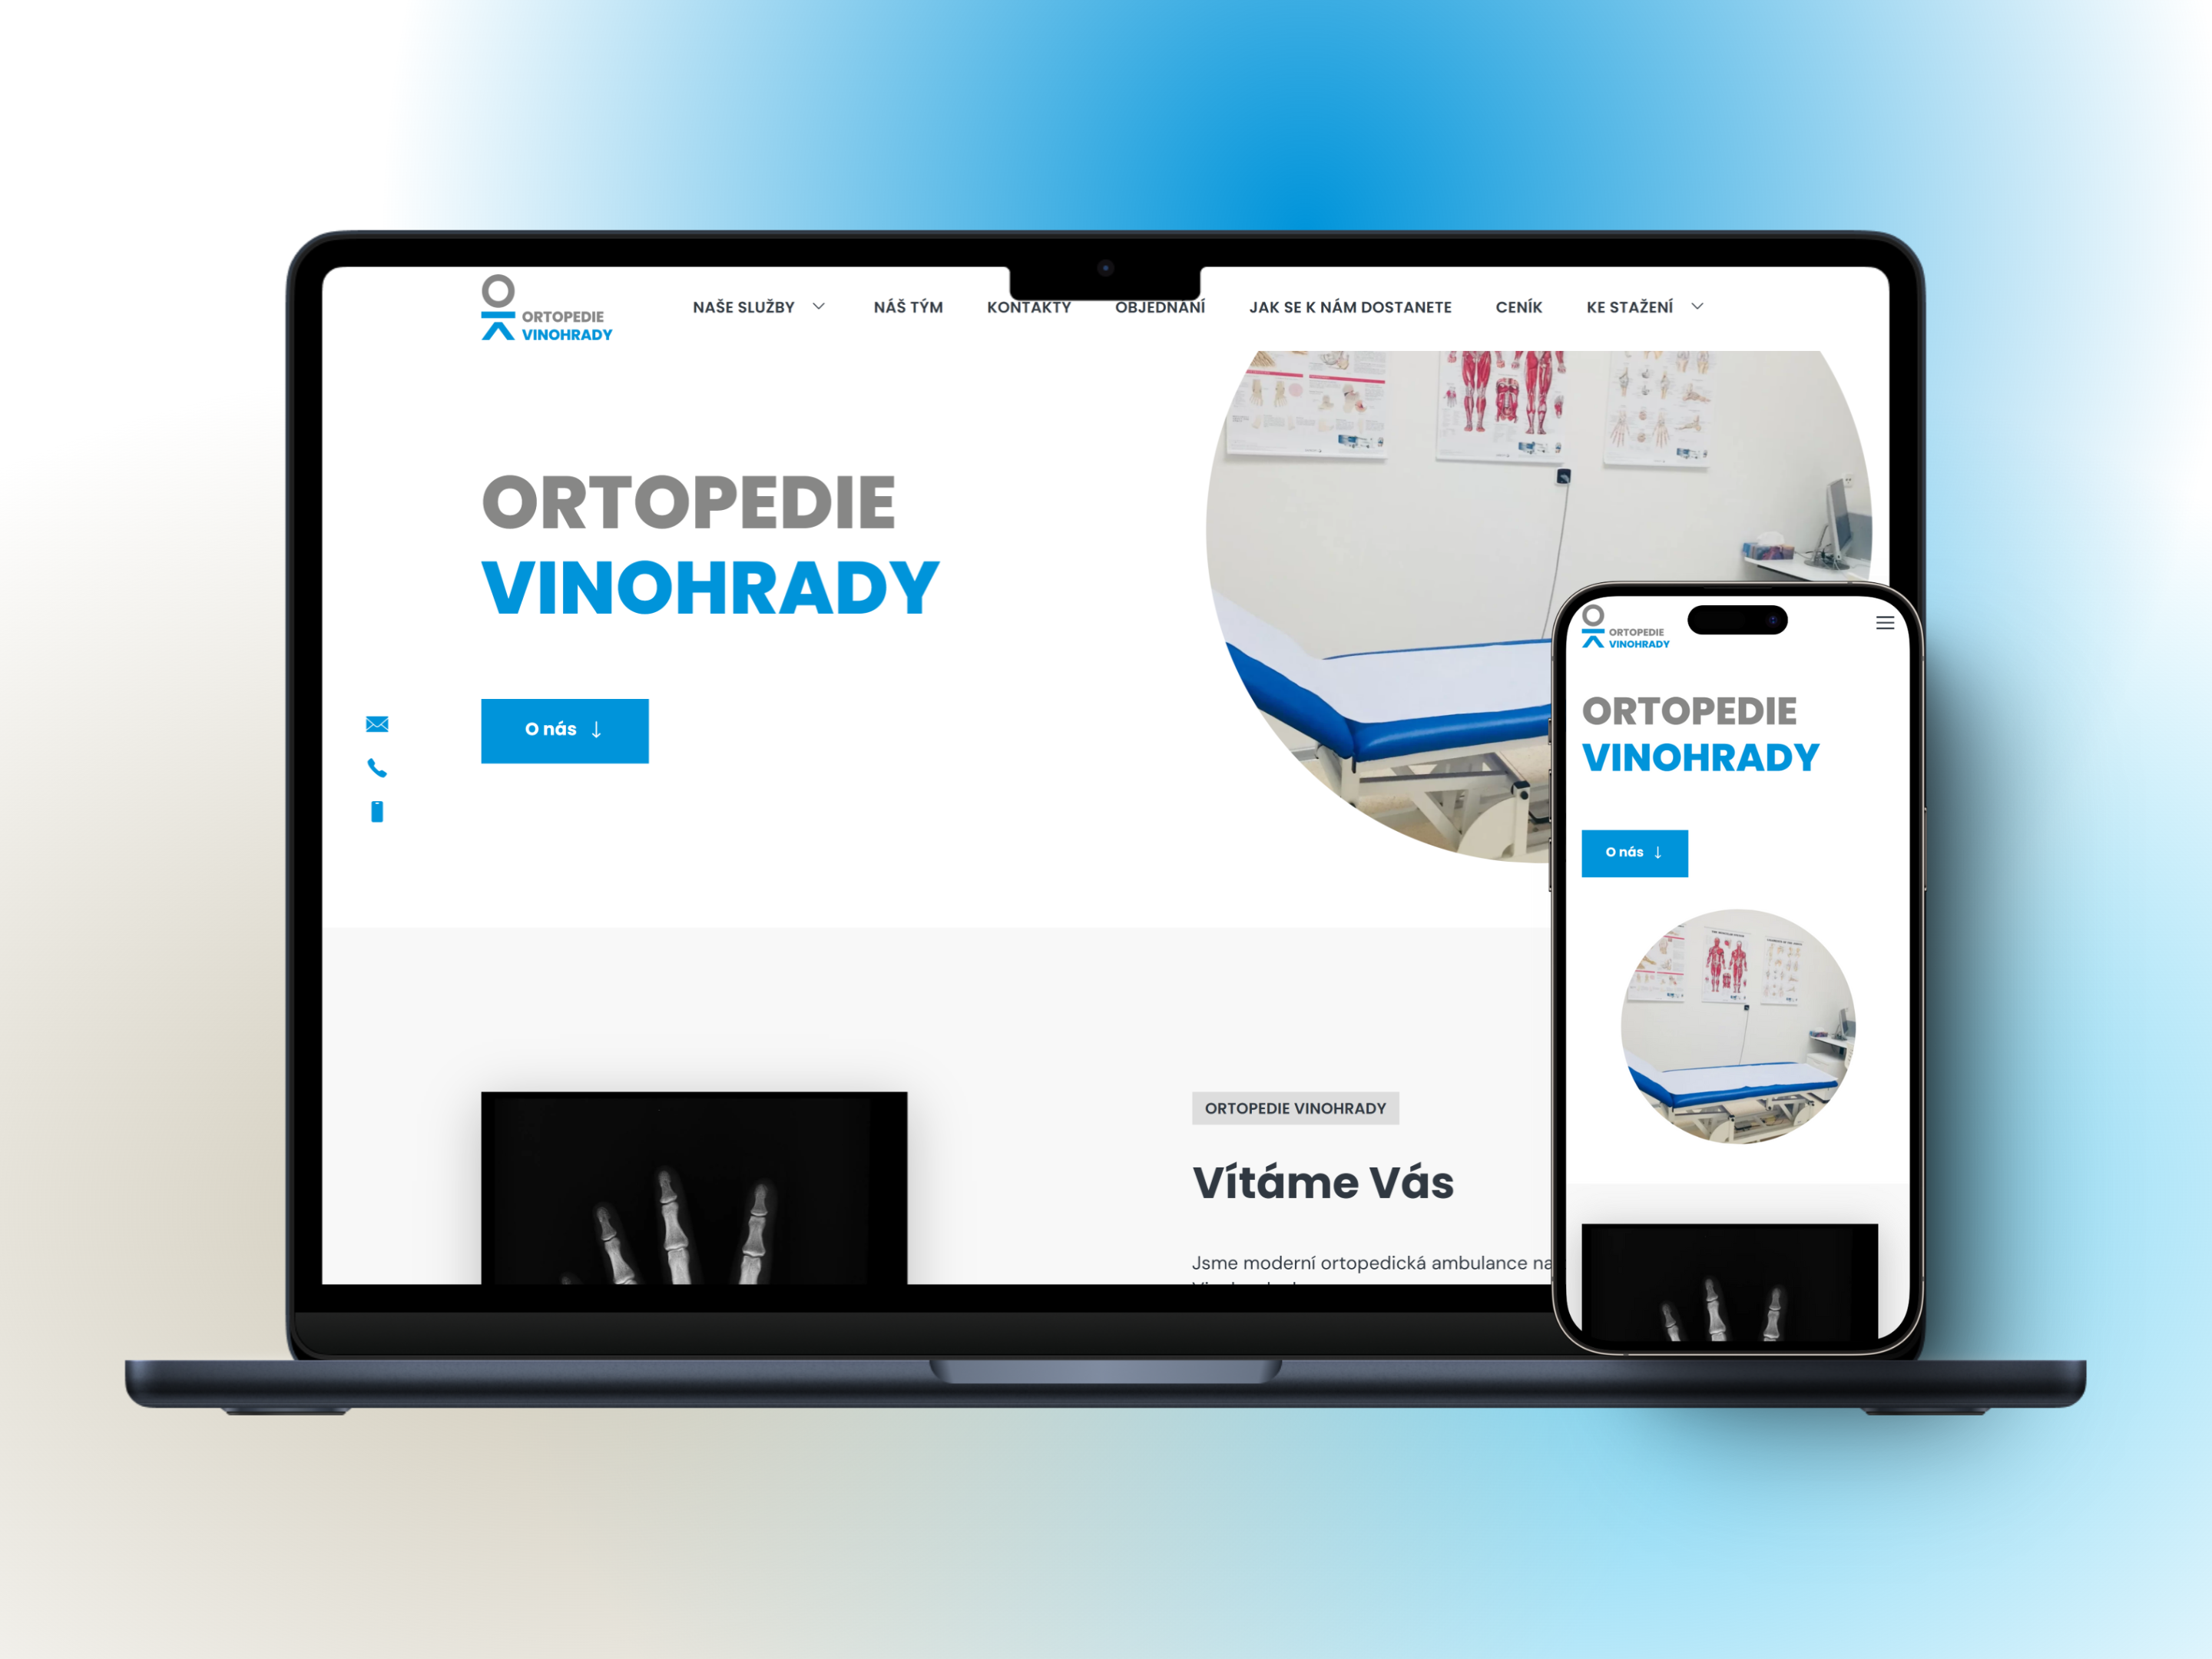 ORTOPEDIE
VINOHRADY
NAŠE SLUŽBY
NÁŠ TÝM
KONTAKTY
OBJEDNÁNÍ
JAK SE K NÁM DOSTANETE
CENÍK
KE STAŽENÍ
ORTOPEDIE
VINOHRADY
O nás ↓
ORTOPEDIE VINOHRADY
Vítáme Vás
Jsme moderní ortopedická ambulance na
ORTOPEDIE
VINOHRADY
ORTOPEDIE
VINOHRADY
O nás ↓